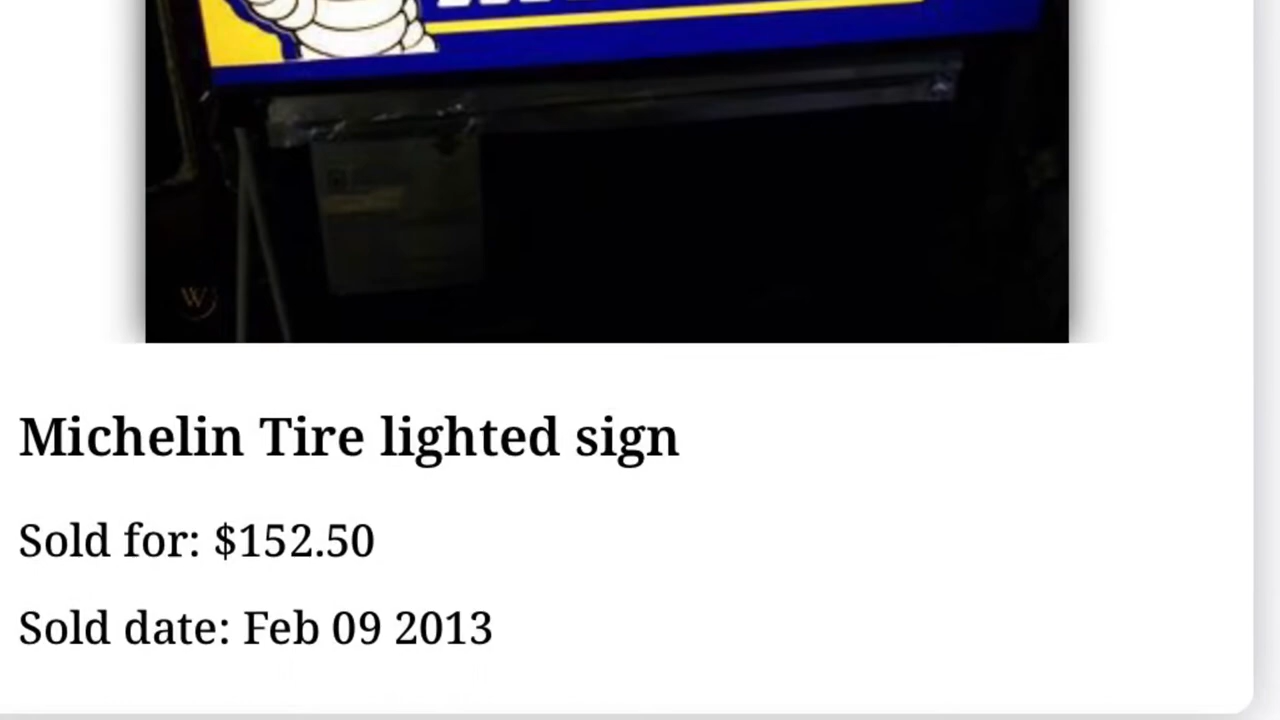 Michelin Tire lighted sign
Sold for: $152.50
Sold date: Feb 09 2013